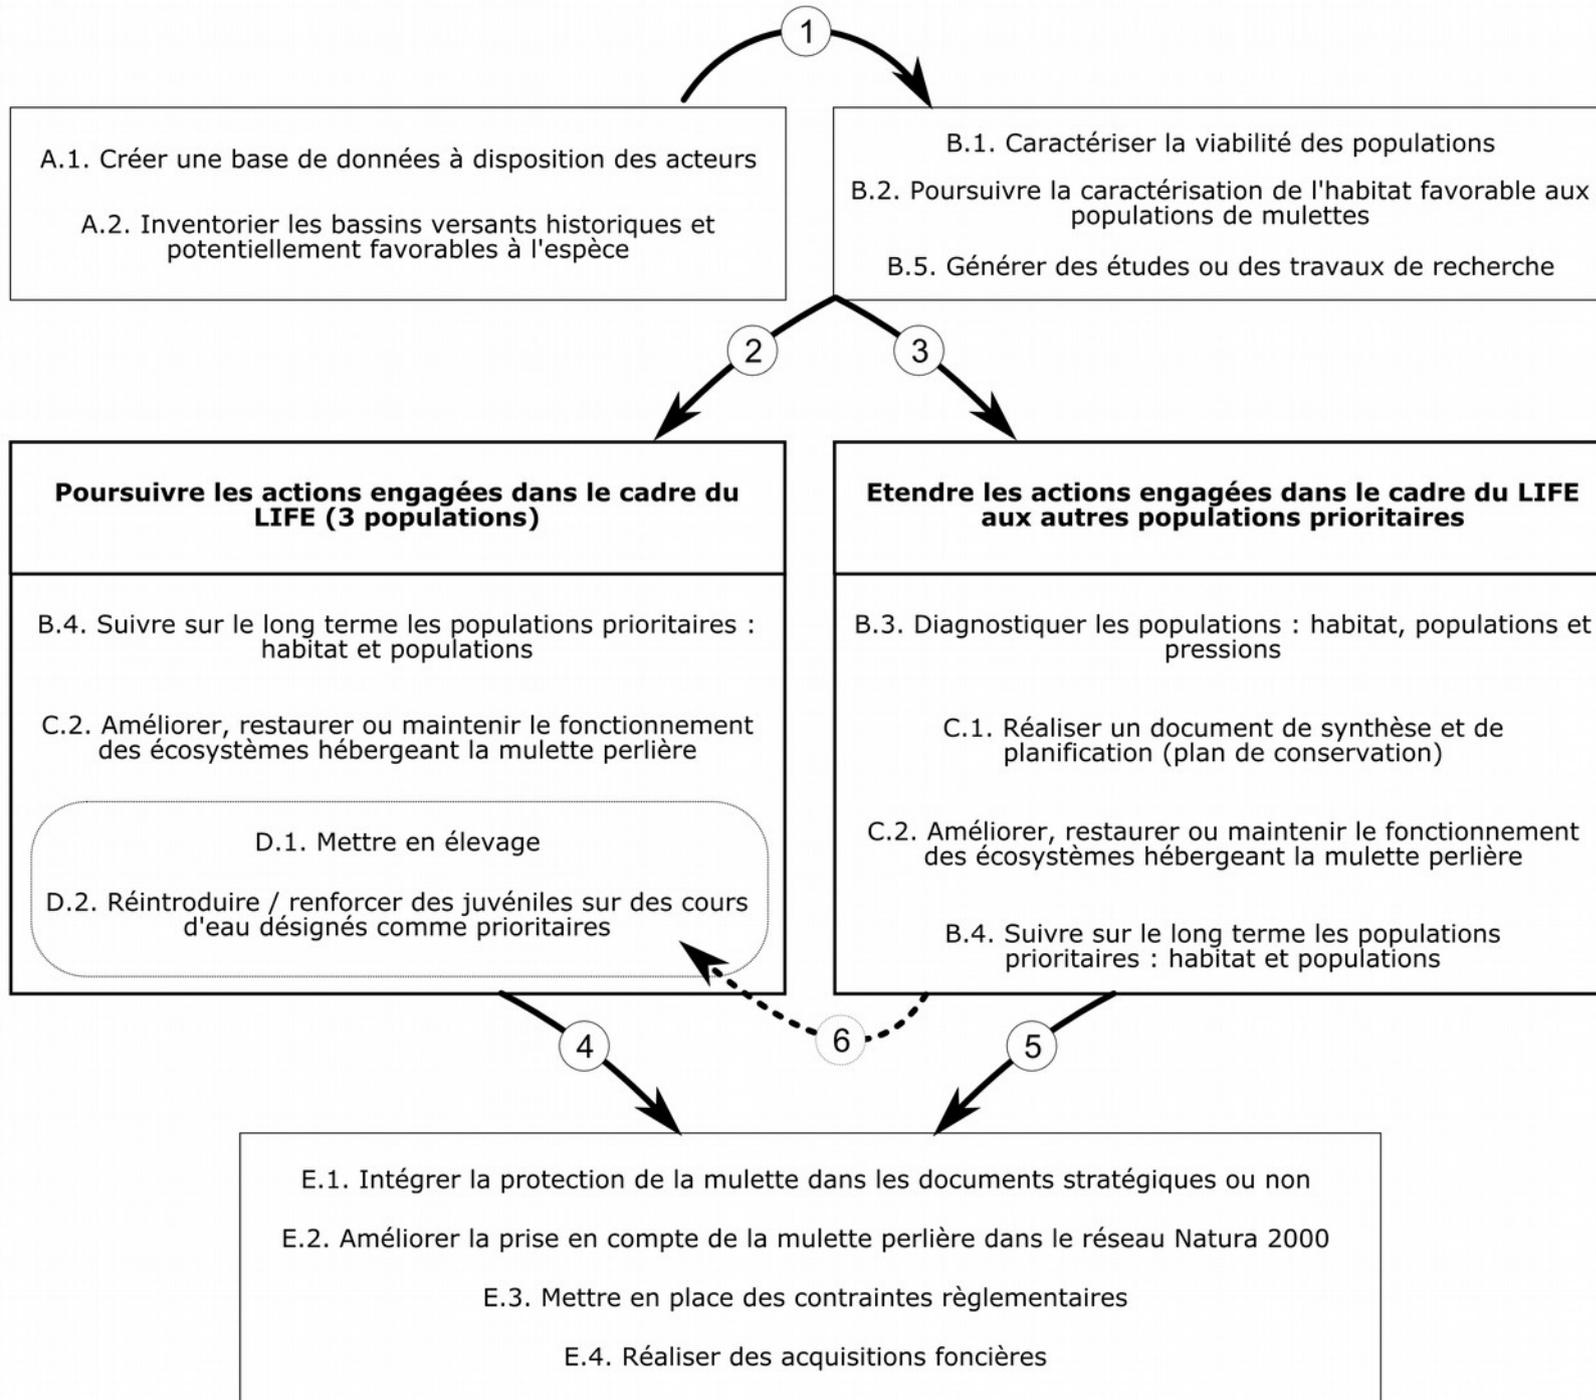 1
A.1. Créer une base de données à disposition des acteurs
A.2. Inventorier les bassins versants historiques et
potentiellement favorables à l'espèce
B.1. Caractériser la viabilité des populations
B.2. Poursuivre la caractérisation de l'habitat favorable aux
populations de mulettes
B.5. Générer des études ou des travaux de recherche
2
3
Poursuivre les actions engagées dans le cadre du
LIFE (3 populations)
B.4. Suivre sur le long terme les populations prioritaires :
habitat et populations
C.2. Améliorer, restaurer ou maintenir le fonctionnement
des écosystèmes hébergeant la mulette perlière
D.1. Mettre en élevage
D.2. Réintroduire / renforcer des juvéniles sur des cours
d'eau désignés comme prioritaires
Etendre les actions engagées dans le cadre du LIFE
aux autres populations prioritaires
B.3. Diagnostiquer les populations : habitat, populations et
pressions
C.1. Réaliser un document de synthèse et de
planification (plan de conservation)
C.2. Améliorer, restaurer ou maintenir le fonctionnement
des écosystèmes hébergeant la mulette perlière
B.4. Suivre sur le long terme les populations
prioritaires : habitat et populations
4
6
5
E.1. Intégrer la protection de la mulette dans les documents stratégiques ou non
E.2. Améliorer la prise en compte de la mulette perlière dans le réseau Natura 2000
E.3. Mettre en place des contraintes règlementaires
E.4. Réaliser des acquisitions foncières